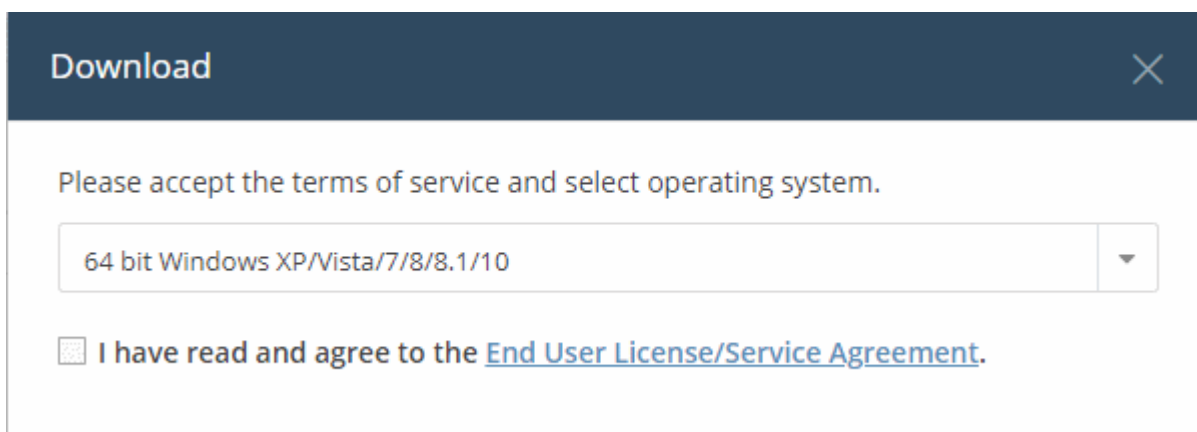 Download
Please accept the terms of service and select operating system.
64 bit Windows XP/Vista/7/8/8.1/10
I have read and agree to the End User License/Service Agreement.